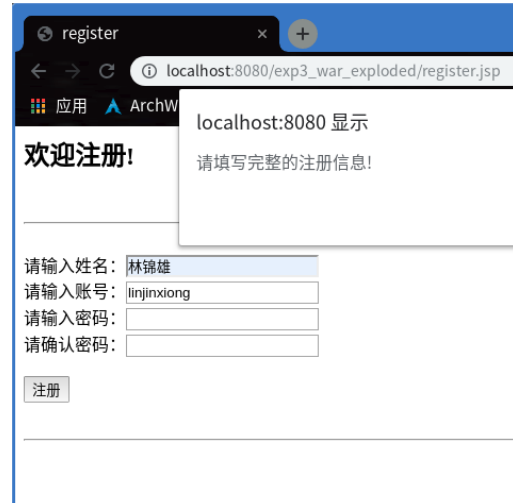 register
localhost:8080/exp3_war_exploded/register.jsp
应用 ArchW
localhost:8080 显示
请填写完整的注册信息!
欢迎注册!
请输入姓名：林锦雄
请输入账号：linjinxiong
请输入密码：
请确认密码：
注册